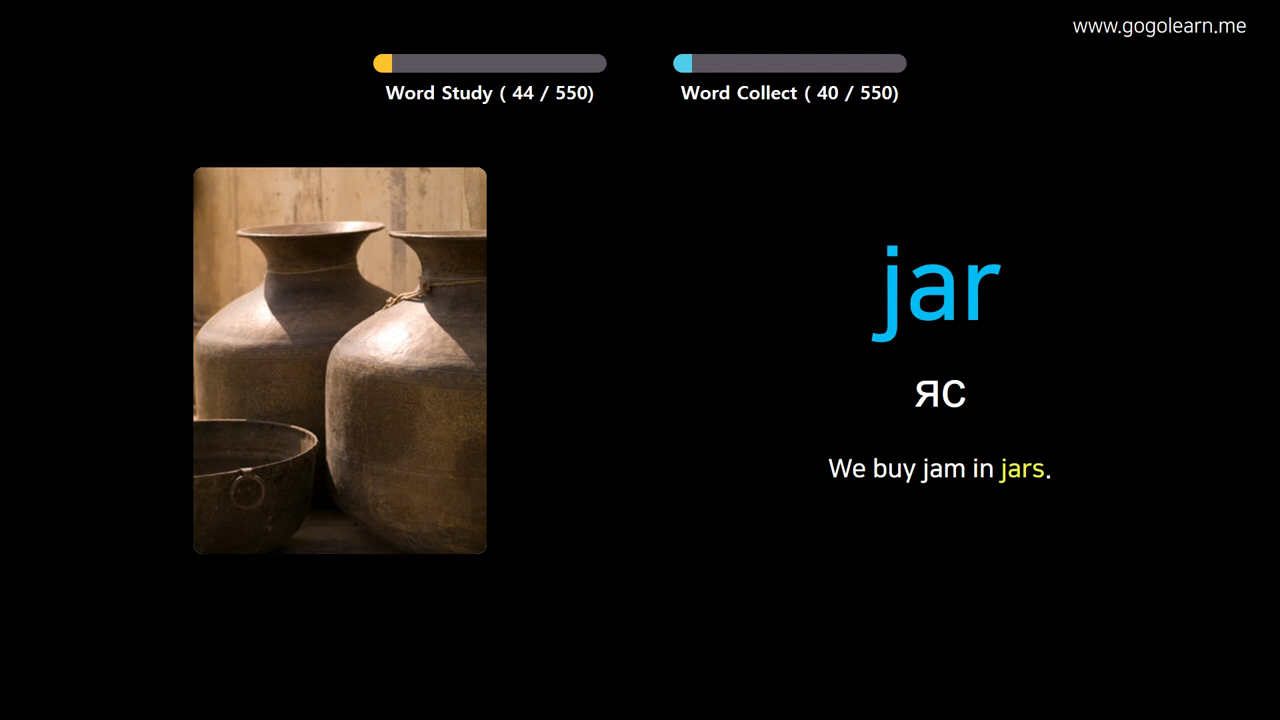 www.gogolearn.me
Word Study ( 44 / 550)
Word Collect ( 40 / 550)
jar
яс
We buy jam in jars.